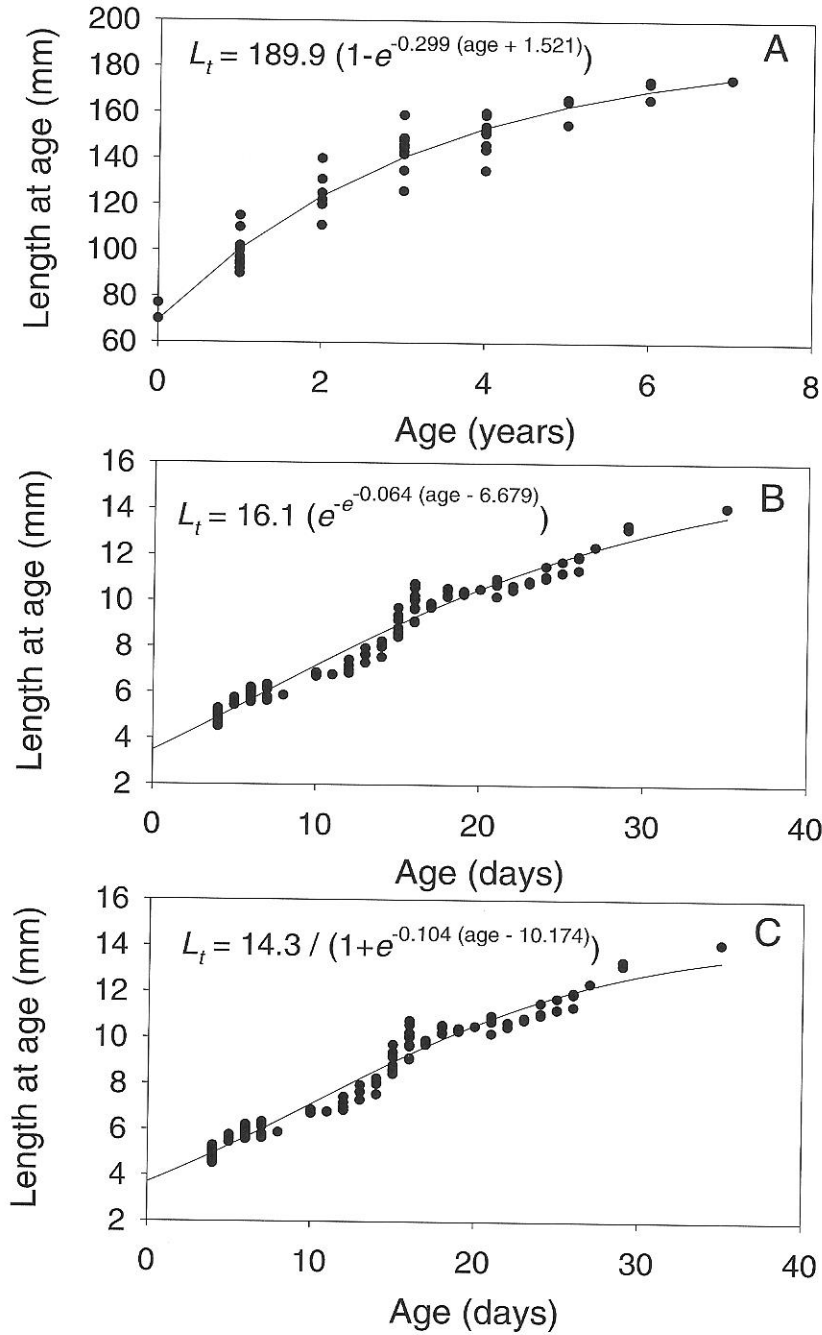 200
180
160
140
120
100
80
60
Length at age (mm)
L_t = 189.9 (1-e^{-0.299 (age + 1.521)})
A
0 2 4 6 8
Age (years)
16
14
12
10
8
6
4
2
Length at age (mm)
L_t = 16.1 (e^{-e^{-0.064 (age - 6.679)}})
B
0 10 20 30 40
Age (days)
16
14
12
10
8
6
4
2
Length at age (mm)
L_t = 14.3 / (1+e^{-0.104 (age - 10.174)})
C
0 10 20 30 40
Age (days)